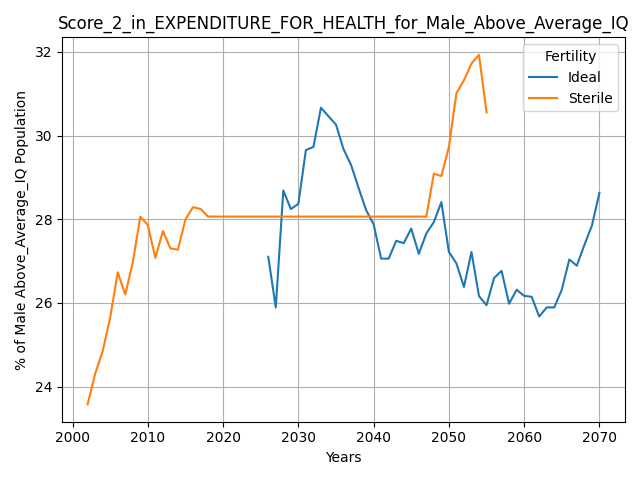 Score_2_in_EXPENDITURE_FOR_HEALTH_for_Male_Above_Average_IQ
% of Male Above_Average_IQ Population
32
30
28
26
24
Fertility
Ideal
Sterile
2000 2010 2020 2030 2040 2050 2060 2070
Years